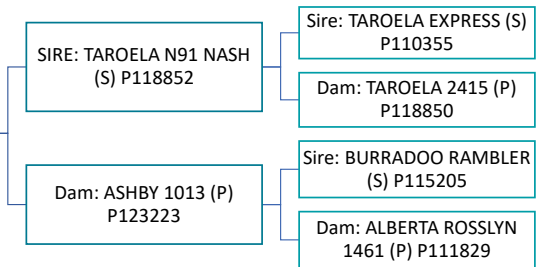 SIRE: TAROELA N91 NASH
(S) P118852
Sire: TAROELA EXPRESS (S)
P110355
Dam: TAROELA 2415 (P)
P118850
Dam: ASHBY 1013 (P)
P123223
Sire: BURRADOO RAMBLER
(S) P115205
Dam: ALBERTA ROSSLYN
1461 (P) P111829